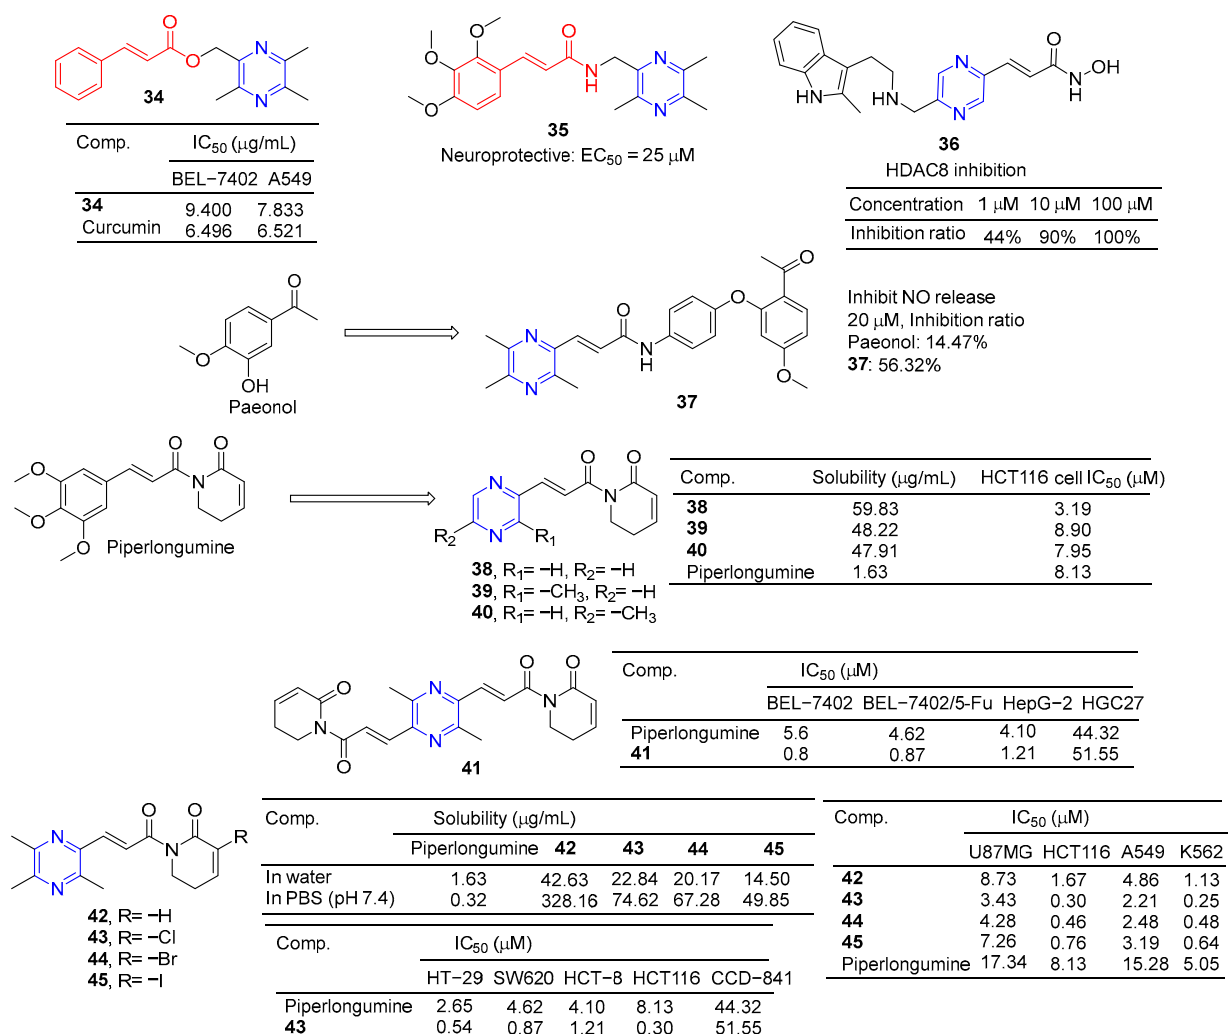 34
Comp. IC50 (μg/mL)
BEL−7402 A549
34 9.400 7.833
Curcumin 6.496 6.521
35
Neuroprotective: EC50 = 25 μM
36
HDAC8 inhibition
Concentration 1 μM 10 μM 100 μM
Inhibition ratio 44% 90% 100%
Paeonol
37
Inhibit NO release
20 μM, Inhibition ratio
Paeonol: 14.47%
37: 56.32%
Piperlongumine
38, R1= −H, R2= −H
39, R1= −CH3, R2= −H
40, R1= −H, R2= −CH3
Comp. Solubility (μg/mL) HCT116 cell IC50 (μM)
38 59.83 3.19
39 48.22 8.90
40 47.91 7.95
Piperlongumine 1.63 8.13
41
Comp. IC50 (μM)
BEL−7402 BEL−7402/5-Fu HepG−2 HGC27
Piperlongumine 5.6 4.62 4.10 44.32
41 0.8 0.87 1.21 51.55
42, R= −H
43, R= −Cl
44, R= −Br
45, R= −I
Comp. Solubility (μg/mL)
Piperlongumine 42 43 44 45
In water 1.63 42.63 22.84 20.17 14.50
In PBS (pH 7.4) 0.32 328.16 74.62 67.28 49.85
Comp. IC50 (μM)
HT−29 SW620 HCT−8 HCT116 CCD−841
Piperlongumine 2.65 4.62 4.10 8.13 44.32
43 0.54 0.87 1.21 0.30 51.55
Comp. IC50 (μM)
U87MG HCT116 A549 K562
42 8.73 1.67 4.86 1.13
43 3.43 0.30 2.21 0.25
44 4.28 0.46 2.48 0.48
45 7.26 0.76 3.19 0.64
Piperlongumine 17.34 8.13 15.28 5.05